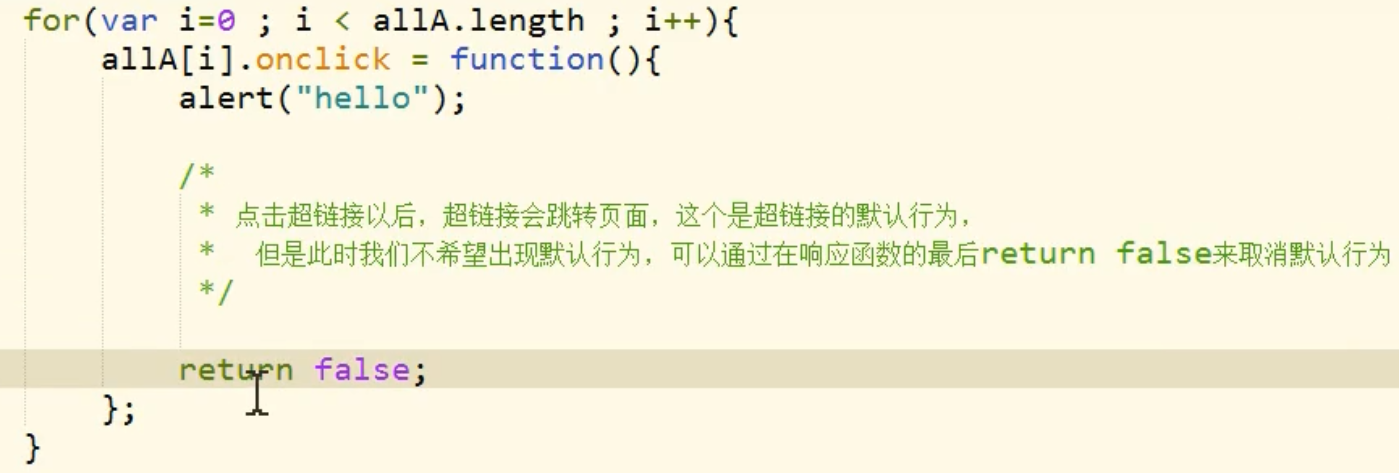 for(var i=0 ; i < allA.length ; i++){
allA[i].onclick = function(){
alert("hello");
/*
* 点击超链接以后，超链接会跳转页面，这个是超链接的默认行为，
* 但是此时我们不希望出现默认行为，可以通过在响应函数的最后return false来取消默认行为
*/
return false;
};
}